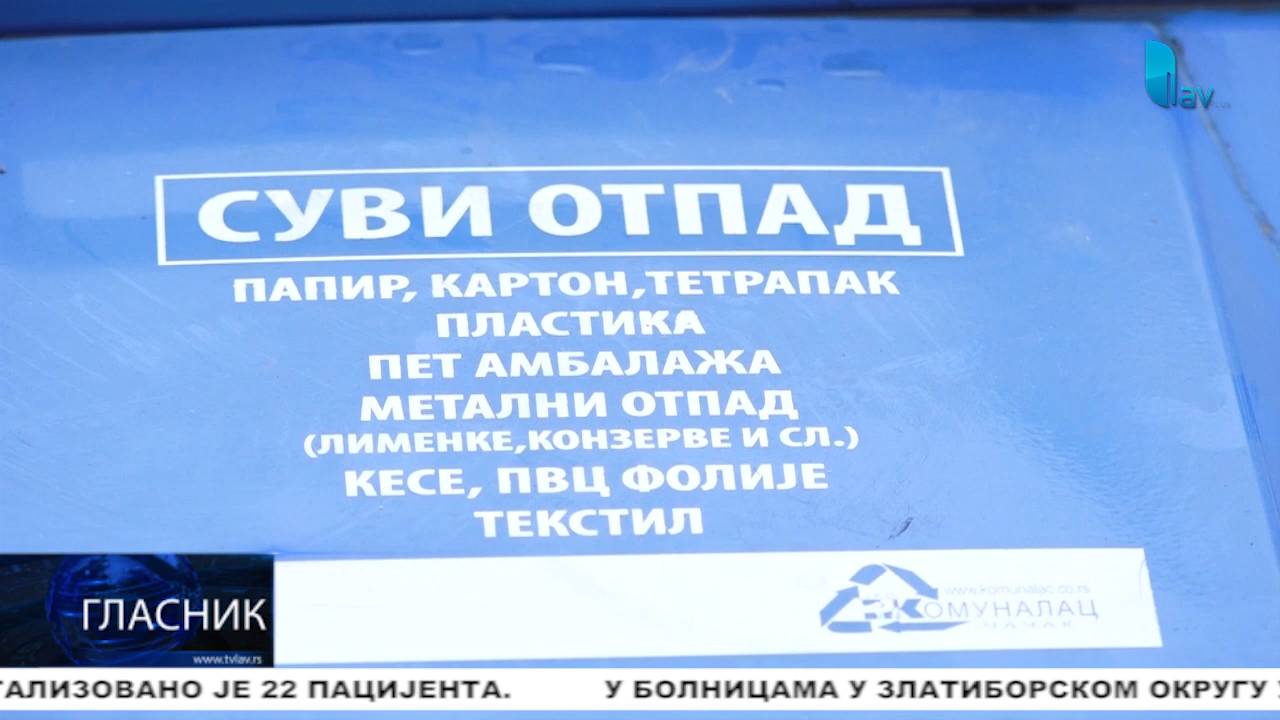 lav
СУВИ ОТПАД
ПАПИР, КАРТОН,ТЕТРАПАК
ПЛАСТИКА
ПЕТ АМБАЛАЖА
МЕТАЛНИ ОТПАД
(ЛИМЕНКЕ,КОНЗЕРВЕ И СЛ.)
КЕСЕ, ПВЦ ФОЛИЈЕ
ТЕКСТИЛ
www.komunalac.co.rs
КОМУНАЛАЦ
ЧАЧАК
ГЛАСНИК
www.tvlav.rs
ТАЛИЗОВАНО ЈЕ 22 ПАЦИЈЕНТА. У БОЛНИЦАМА У ЗЛАТИБОРСКОМ ОКРУГУ